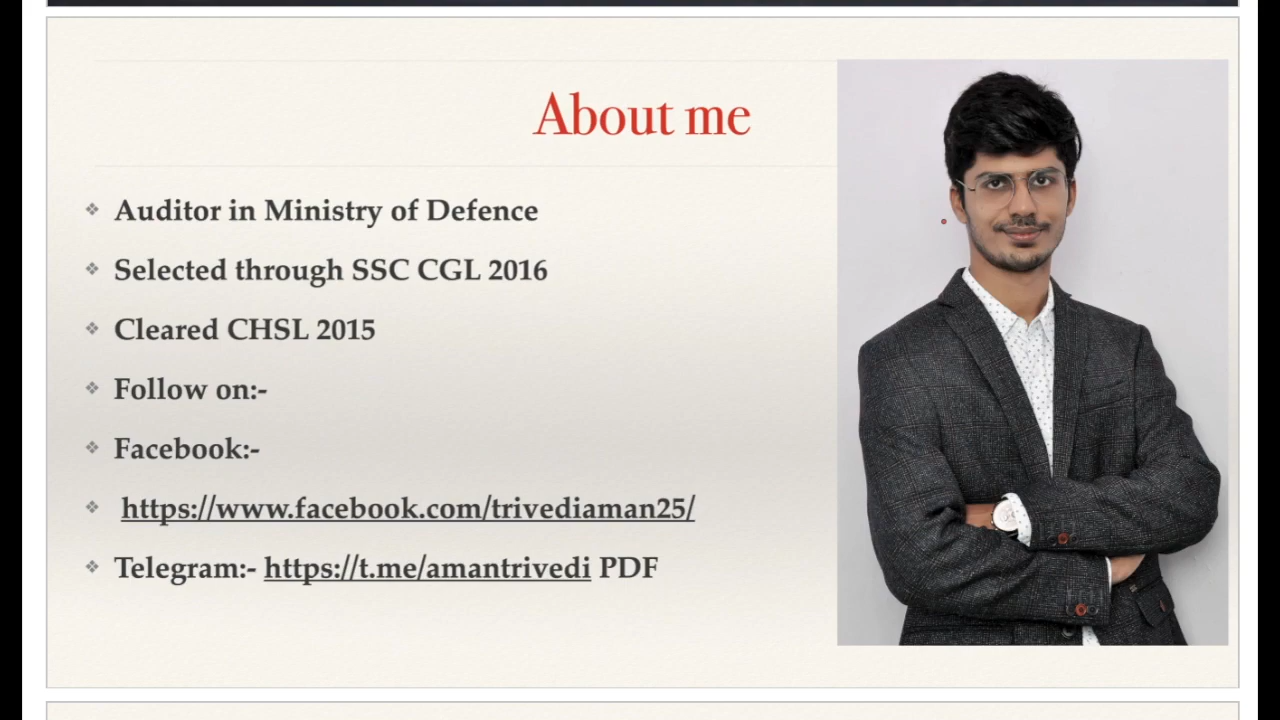 About me
Auditor in Ministry of Defence
Selected through SSC CGL 2016
Cleared CHSL 2015
Follow on:-
Facebook:-
https://www.facebook.com/trivediaman25/
Telegram:- https://t.me/amantrivedi PDF